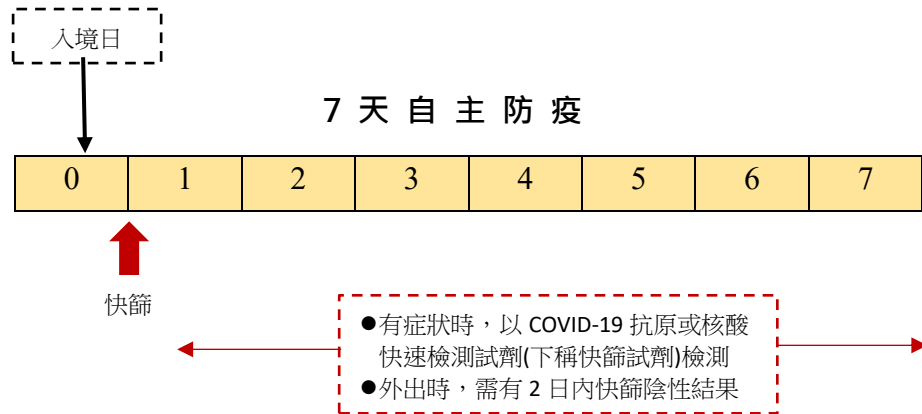 入境日
7 天 自 主 防 疫
0 1 2 3 4 5 6 7
快篩
●有症狀時，以 COVID-19 抗原或核酸
快速檢測試劑(下稱快篩試劑)檢測
●外出時，需有 2 日內快篩陰性結果